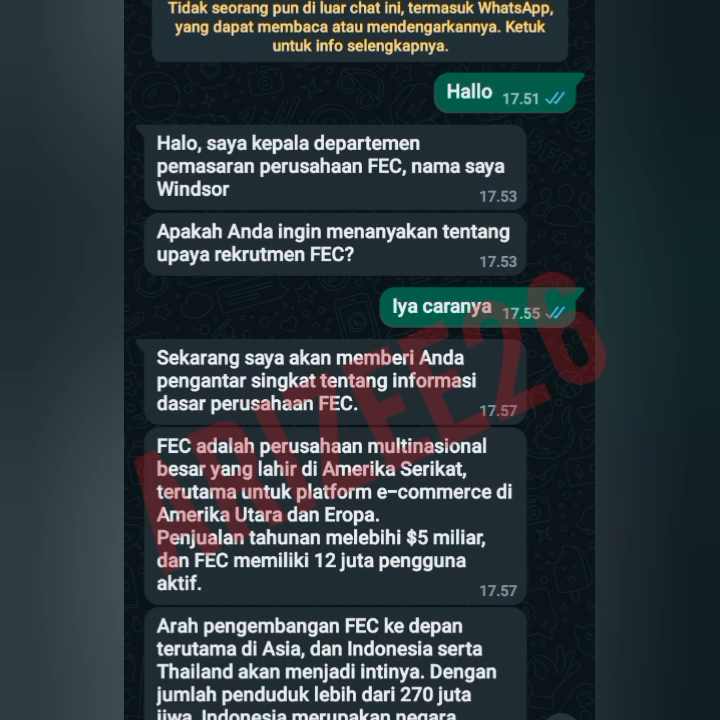 Tidak seorang pun di luar chat ini, termasuk WhatsApp,
yang dapat membaca atau mendengarkannya. Ketuk
untuk info selengkapnya.
Hallo 17.51
Halo, saya kepala departemen
pemasaran perusahaan FEC, nama saya
Windsor 17.53
Apakah Anda ingin menanyakan tentang
upaya rekrutmen FEC? 17.53
Iya caranya 17.55
Sekarang saya akan memberi Anda
pengantar singkat tentang informasi
dasar perusahaan FEC. 17.57
FEC adalah perusahaan multinasional
besar yang lahir di Amerika Serikat,
terutama untuk platform e-commerce di
Amerika Utara dan Eropa.
Penjualan tahunan melebihi $5 miliar,
dan FEC memiliki 12 juta pengguna
aktif. 17.57
Arah pengembangan FEC ke depan
terutama di Asia, dan Indonesia serta
Thailand akan menjadi intinya. Dengan
jumlah penduduk lebih dari 270 juta
jiwa, Indonesia merupakan negara
ARIZEE26